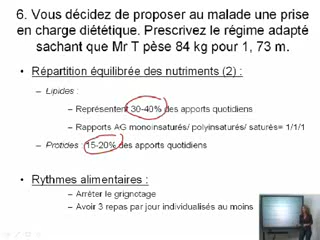 6. Vous décidez de proposer au malade une prise
en charge diététique. Prescrivez le régime adapté
sachant que Mr T pèse 84 kg pour 1, 73 m.
• Répartition équilibrée des nutriments (2) :
– Lipides :
– Représentent 30-40% des apports quotidiens
– Rapports AG monoinsaturés/ polyinsaturés/ saturés= 1/1/1
– Protides : 15-20% des apports quotidiens
• Rythmes alimentaires :
– Arrêter le grignotage
– Avoir 3 repas par jour individualisés au moins